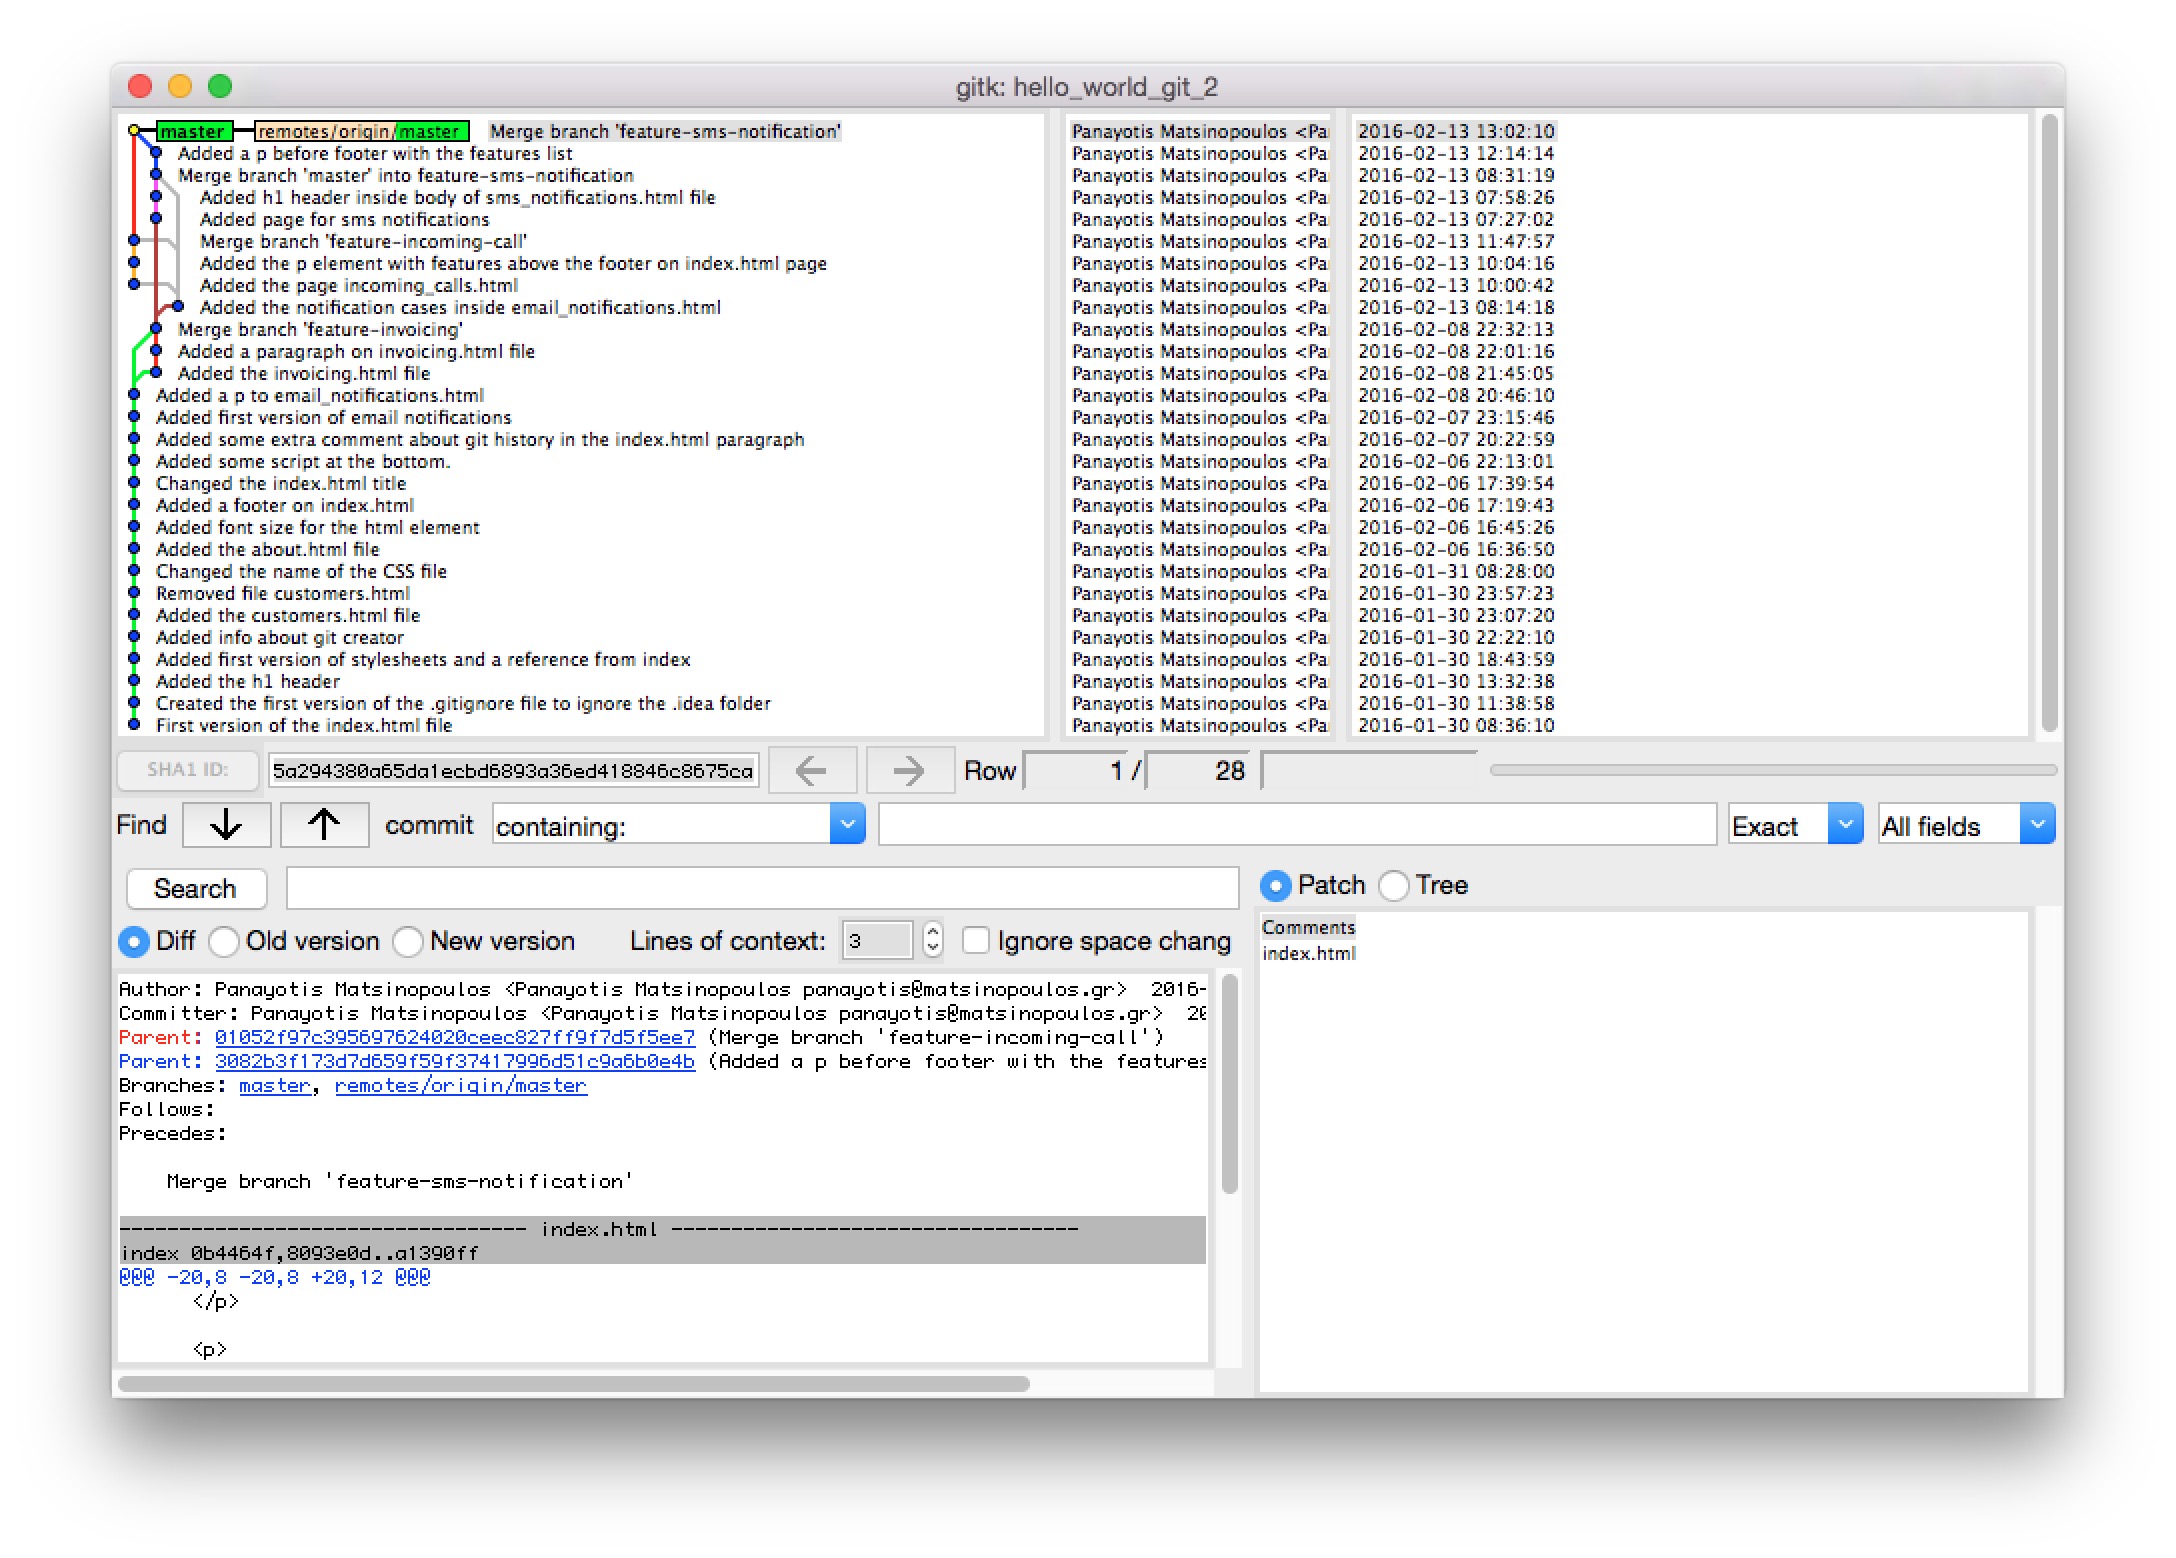 gitk: hello_world_git_2
master remotes/origin/master Merge branch 'feature-sms-notification' Panayotis Matsinopoulos <Pa 2016-02-13 13:02:10
Added a p before footer with the features list Panayotis Matsinopoulos <Pa 2016-02-13 12:14:14
Merge branch 'master' into feature-sms-notification Panayotis Matsinopoulos <Pa 2016-02-13 08:31:19
Added h1 header inside body of sms_notifications.html file Panayotis Matsinopoulos <Pa 2016-02-13 07:58:26
Added page for sms notifications Panayotis Matsinopoulos <Pa 2016-02-13 07:27:02
Merge branch 'feature-incoming-call' Panayotis Matsinopoulos <Pa 2016-02-13 11:47:57
Added the p element with features above the footer on index.html page Panayotis Matsinopoulos <Pa 2016-02-13 10:04:16
Added the page incoming_calls.html Panayotis Matsinopoulos <Pa 2016-02-13 10:00:42
Added the notification cases inside email_notifications.html Panayotis Matsinopoulos <Pa 2016-02-13 08:14:18
Merge branch 'feature-invoicing' Panayotis Matsinopoulos <Pa 2016-02-08 22:32:13
Added a paragraph on invoicing.html file Panayotis Matsinopoulos <Pa 2016-02-08 22:01:16
Added the invoicing.html file Panayotis Matsinopoulos <Pa 2016-02-08 21:45:05
Added a p to email_notifications.html Panayotis Matsinopoulos <Pa 2016-02-08 20:46:10
Added first version of email notifications Panayotis Matsinopoulos <Pa 2016-02-07 23:15:46
Added some extra comment about git history in the index.html paragraph Panayotis Matsinopoulos <Pa 2016-02-07 20:22:59
Added some script at the bottom. Panayotis Matsinopoulos <Pa 2016-02-06 22:13:01
Changed the index.html title Panayotis Matsinopoulos <Pa 2016-02-06 17:39:54
Added a footer on index.html Panayotis Matsinopoulos <Pa 2016-02-06 17:19:43
Added font size for the html element Panayotis Matsinopoulos <Pa 2016-02-06 16:45:26
Added the about.html file Panayotis Matsinopoulos <Pa 2016-02-06 16:36:50
Changed the name of the CSS file Panayotis Matsinopoulos <Pa 2016-01-31 08:28:00
Removed file customers.html Panayotis Matsinopoulos <Pa 2016-01-30 23:57:23
Added the customers.html file Panayotis Matsinopoulos <Pa 2016-01-30 23:07:20
Added info about git creator Panayotis Matsinopoulos <Pa 2016-01-30 22:22:10
Added first version of stylesheets and a reference from index Panayotis Matsinopoulos <Pa 2016-01-30 18:43:59
Added the h1 header Panayotis Matsinopoulos <Pa 2016-01-30 13:32:38
Created the first version of the .gitignore file to ignore the .idea folder Panayotis Matsinopoulos <Pa 2016-01-30 11:38:58
First version of the index.html file Panayotis Matsinopoulos <Pa 2016-01-30 08:36:10
SHA1 ID: 5a294380a65da1ecbd6893a36ed418846c8675ca Row 1 / 28
Find commit containing: Exact All fields
Search
Patch Tree
Diff Old version New version Lines of context: 3 Ignore space chang
Comments
index.html
Author: Panayotis Matsinopoulos <Panayotis Matsinopoulos panayotis@matsinopoulos.gr> 2016-
Committer: Panayotis Matsinopoulos <Panayotis Matsinopoulos panayotis@matsinopoulos.gr> 20
Parent: 01052f97c395697624020ceec827ff9f7d5f5ee7 (Merge branch 'feature-incoming-call')
Parent: 3082b3f173d7d659f59f37417996d51c9a6b0e4b (Added a p before footer with the features
Branches: master, remotes/origin/master
Follows:
Precedes:
Merge branch 'feature-sms-notification'
---------------------------------- index.html ----------------------------------
index 0b4464f,8093e0d..a1390ff
@@@ -20,8 -20,8 +20,12 @@@
</p>
<p>